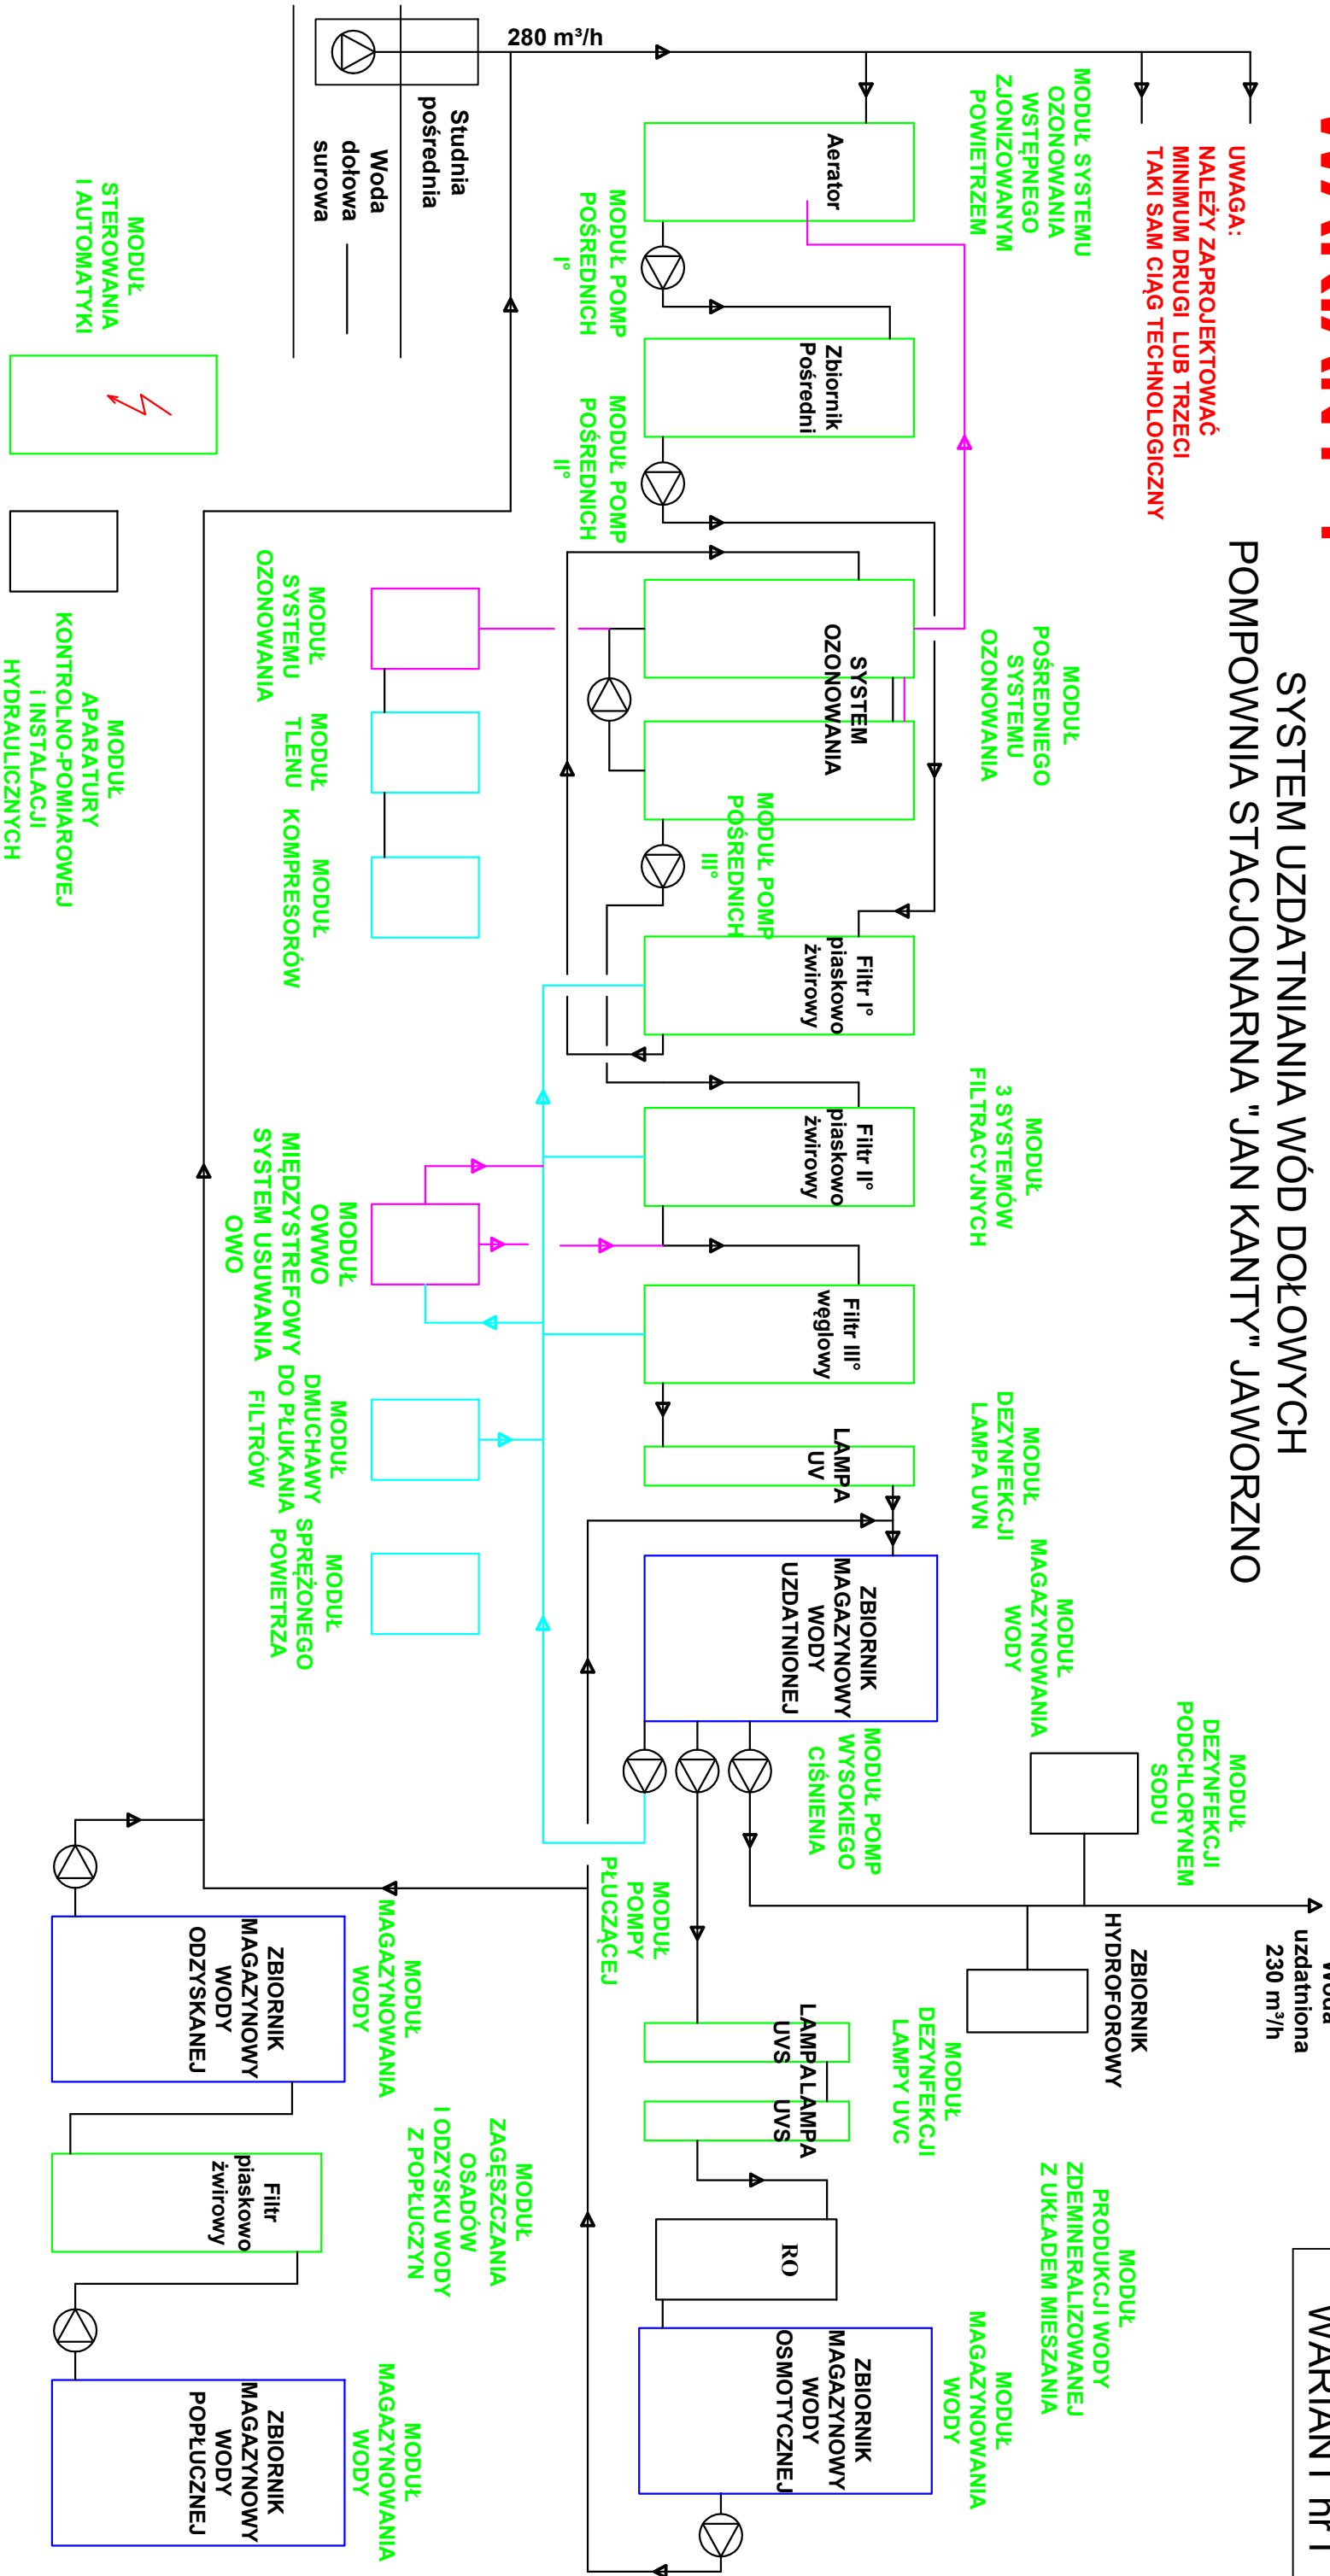 SYSTEM UZDATNIANIA WÓD DOŁOWYCH
POMPOWNIA STACJONARNA "JAN KANTY" JAWORZNO
WARIANT nr I
UWAGA:
NALEŻY ZAPROJEKTOWAĆ
MINIMUM DRUGI LUB TRZECI
TAKI SAM CIĄG TECHNOLOGICZNY
Woda
uzdatniona
230 m³/h
280 m³/h
MODUŁ SYSTEMU
OZONOWANIA
WSTĘPNEGO
ZJONIZOWANYM
POWIETRZEM
MODUŁ
POŚREDNIEGO
SYSTEMU
OZONOWANIA
MODUŁ
3 SYSTEMÓW
FILTRACYJNYCH
MODUŁ
DEZYNFEKCJI
LAMPA UVN
MODUŁ
MAGAZYNOWANIA
WODY
MODUŁ
DEZYNFEKCJI
PODCHLORYNEM
SODU
ZBIORNIK
HYDROFOROWY
MODUŁ
DEZYNFEKCJI
LAMPY UVC
MODUŁ
PRODUKCJI WODY
ZDEMINERALIZOWANEJ
Z UKŁADEM MIESZANIA
MODUŁ
MAGAZYNOWANIA
WODY
Aerator
Zbiornik
Pośredni
SYSTEM
OZONOWANIA
Filtr I°
piaskowo
żwirowy
Filtr II°
piaskowo
żwirowy
Filtr III°
węglowy
LAMPA
UV
ZBIORNIK
MAGAZYNOWY
WODY
UZDATNIONEJ
MODUŁ POMP
WYSOKIEGO
CIŚNIENIA
LAMPA
UVS
LAMPA
UVS
RO
ZBIORNIK
MAGAZYNOWY
WODY
OSMOTYCZNEJ
MODUŁ POMP
POŚREDNICH
I°
MODUŁ POMP
POŚREDNICH
II°
MODUŁ POMP
POŚREDNICH
III°
MODUŁ
POMPY
PŁUCZĄCEJ
Studnia
pośrednia
Woda
dołowa
surowa
MODUŁ
SYSTEMU
OZONOWANIA
MODUŁ
TLENU
MODUŁ
KOMPRESORÓW
MODUŁ
OWWO
MIĘDZYSTREFOWY
SYSTEM USUWANIA
OWO
MODUŁ
DMUCHAWY
DO PŁUKANIA
FILTRÓW
MODUŁ
SPRĘŻONEGO
POWIETRZA
MODUŁ
MAGAZYNOWANIA
WODY
MODUŁ
ZAGĘSZCZANIA
OSADÓW
I ODZYSKU WODY
Z POPŁUCZYN
MODUŁ
MAGAZYNOWANIA
WODY
ZBIORNIK
MAGAZYNOWY
WODY
ODZYSKANEJ
Filtr
piaskowo
żwirowy
ZBIORNIK
MAGAZYNOWY
WODY
POPŁUCZNEJ
MODUŁ
STEROWANIA
I AUTOMATYKI
MODUŁ
APARATURY
KONTROLNO-POMIAROWEJ
i INSTALACJI
HYDRAULICZNYCH